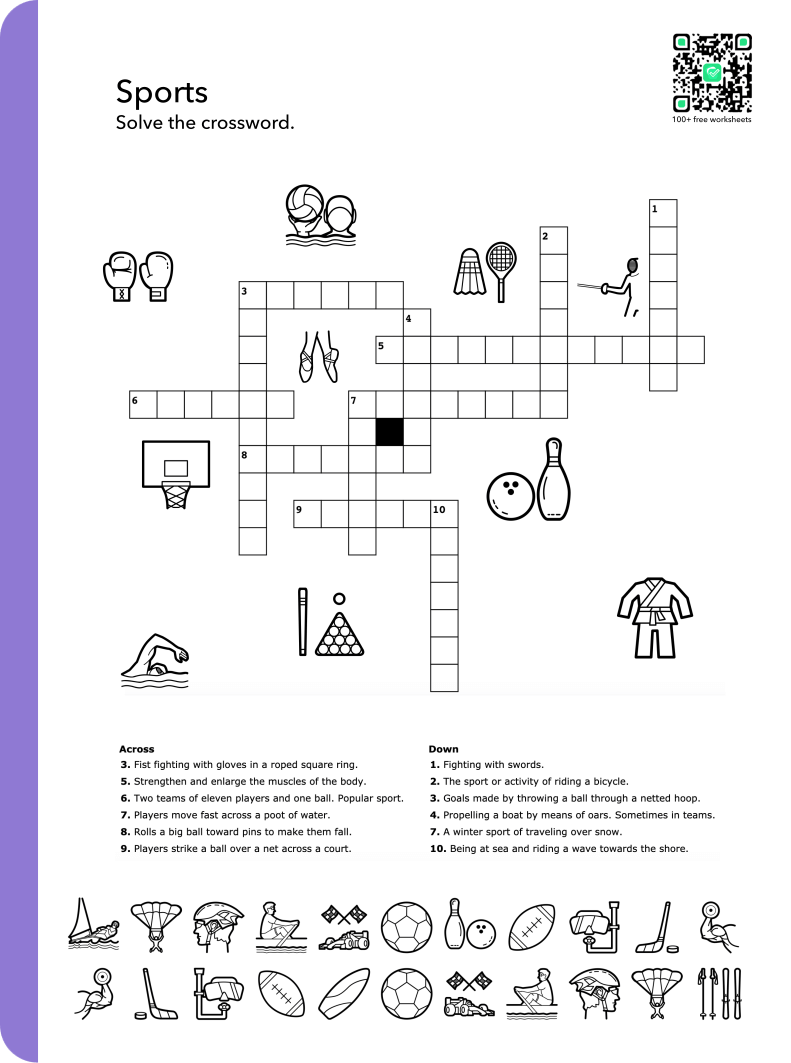 100+ free worksheets
Sports
Solve the crossword.
1
2
3
4
5
6
7
8
9
10
Across
3. Fist fighting with gloves in a roped square ring.
5. Strengthen and enlarge the muscles of the body.
6. Two teams of eleven players and one ball. Popular sport.
7. Players move fast across a poot of water.
8. Rolls a big ball toward pins to make them fall.
9. Players strike a ball over a net across a court.
Down
1. Fighting with swords.
2. The sport or activity of riding a bicycle.
3. Goals made by throwing a ball through a netted hoop.
4. Propelling a boat by means of oars. Sometimes in teams.
7. A winter sport of traveling over snow.
10. Being at sea and riding a wave towards the shore.